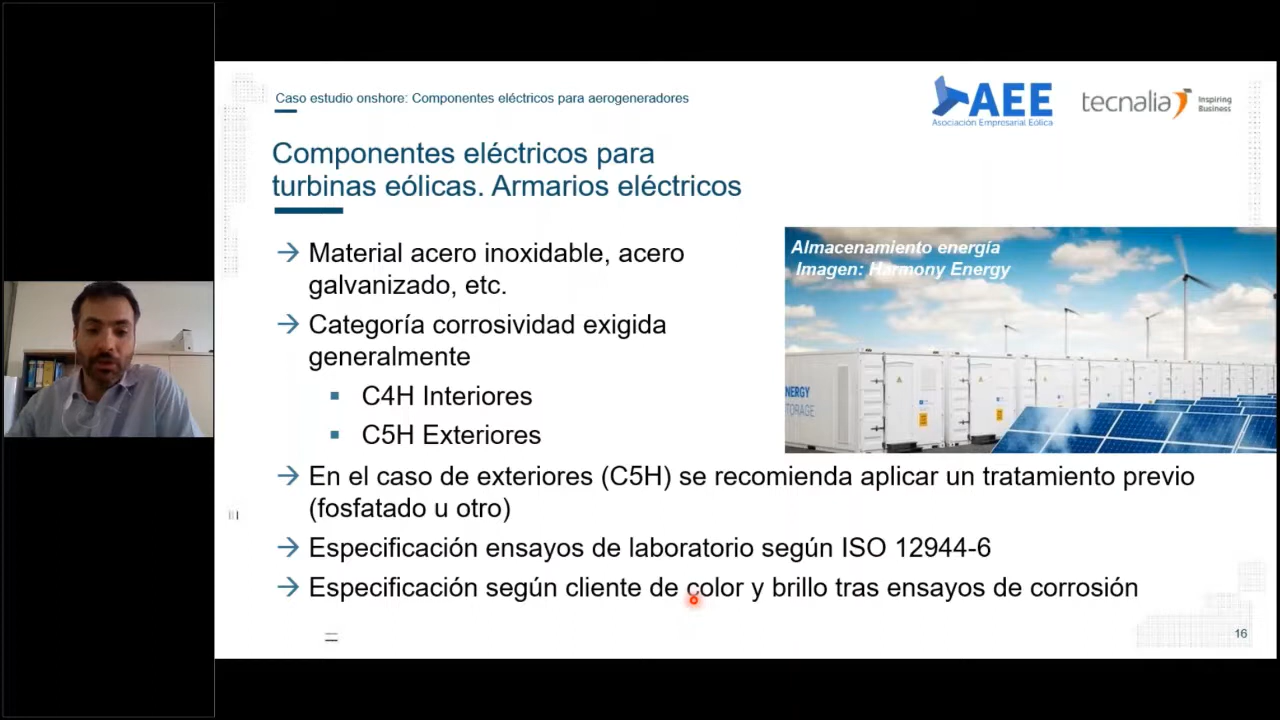 Caso estudio onshore: Componentes eléctricos para aerogeneradores
AEE
Asociación Empresarial Eólica
tecnalia
Inspiring
Business
Componentes eléctricos para
turbinas eólicas. Armarios eléctricos
→ Material acero inoxidable, acero
galvanizado, etc.
→ Categoría corrosividad exigida
generalmente
▪ C4H Interiores
▪ C5H Exteriores
Almacenamiento energía
Imagen: Harmony Energy
ENERGY
STORAGE
→ En el caso de exteriores (C5H) se recomienda aplicar un tratamiento previo
(fosfatado u otro)
→ Especificación ensayos de laboratorio según ISO 12944-6
→ Especificación según cliente de color y brillo tras ensayos de corrosión
16